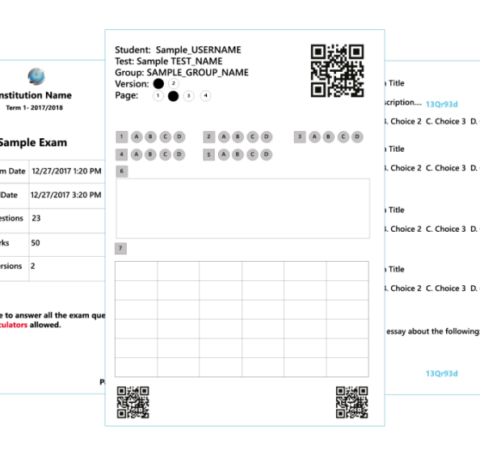 nstitution Name
Term 1- 2017/2018
Sample Exam
m Date 12/27/2017 1:20 PM
Date 12/27/2017 3:20 PM
estions 23
rks 50
ersions 2
e to answer all the exam que
culators allowed.
P
Student: Sample_USERNAME
Test: Sample TEST_NAME
Group: SAMPLE_GROUP_NAME
Version: 2
Page: 1 3 4
1 A B C D 2 A B C D 3 A B C D
4 A B C D 5 A B C D
6
7
Title
scription... 13Qr93d
. Choice 2 C. Choice 3 D.
. Choice 2 C. Choice 3 D.
Title
. Choice 2 C. Choice 3 D.
Title
. Choice 2 C. Choice 3 D.
essay about the following:
13Qr93d